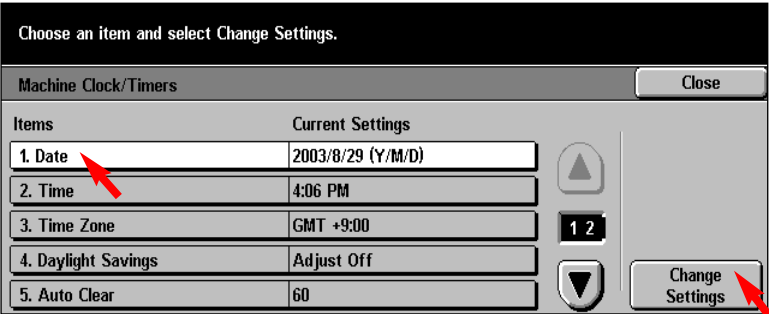 Choose an item and select Change Settings.
Machine Clock/Timers
Close
Items Current Settings
1. Date 2003/8/29 (Y/M/D)
2. Time 4:06 PM
3. Time Zone GMT +9:00
1 2
4. Daylight Savings Adjust Off
5. Auto Clear 60
Change
Settings